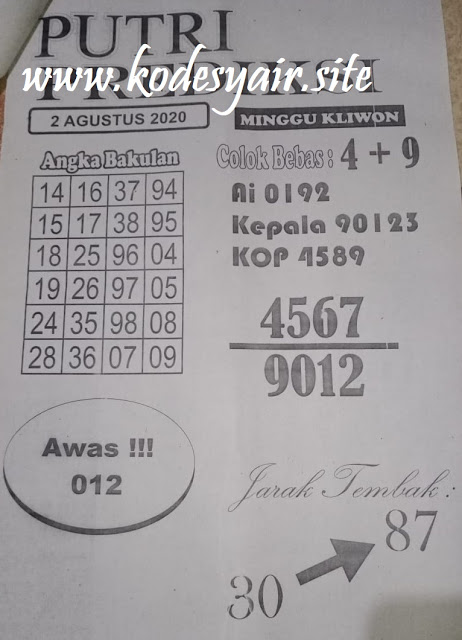 PUTRI
www.kodesyair.site
PREDIKSI
2 AGUSTUS 2020
MINGGU KLIWON
Angka Bakulan
14 16 37 94
15 17 38 95
18 25 96 04
19 26 97 05
24 35 98 08
28 36 07 09
Colok Bebas : 4 + 9
Ai 0192
Kepala 90123
KOP 4589
4567
9012
Awas !!!
012
Jarak Tembak :
87
30